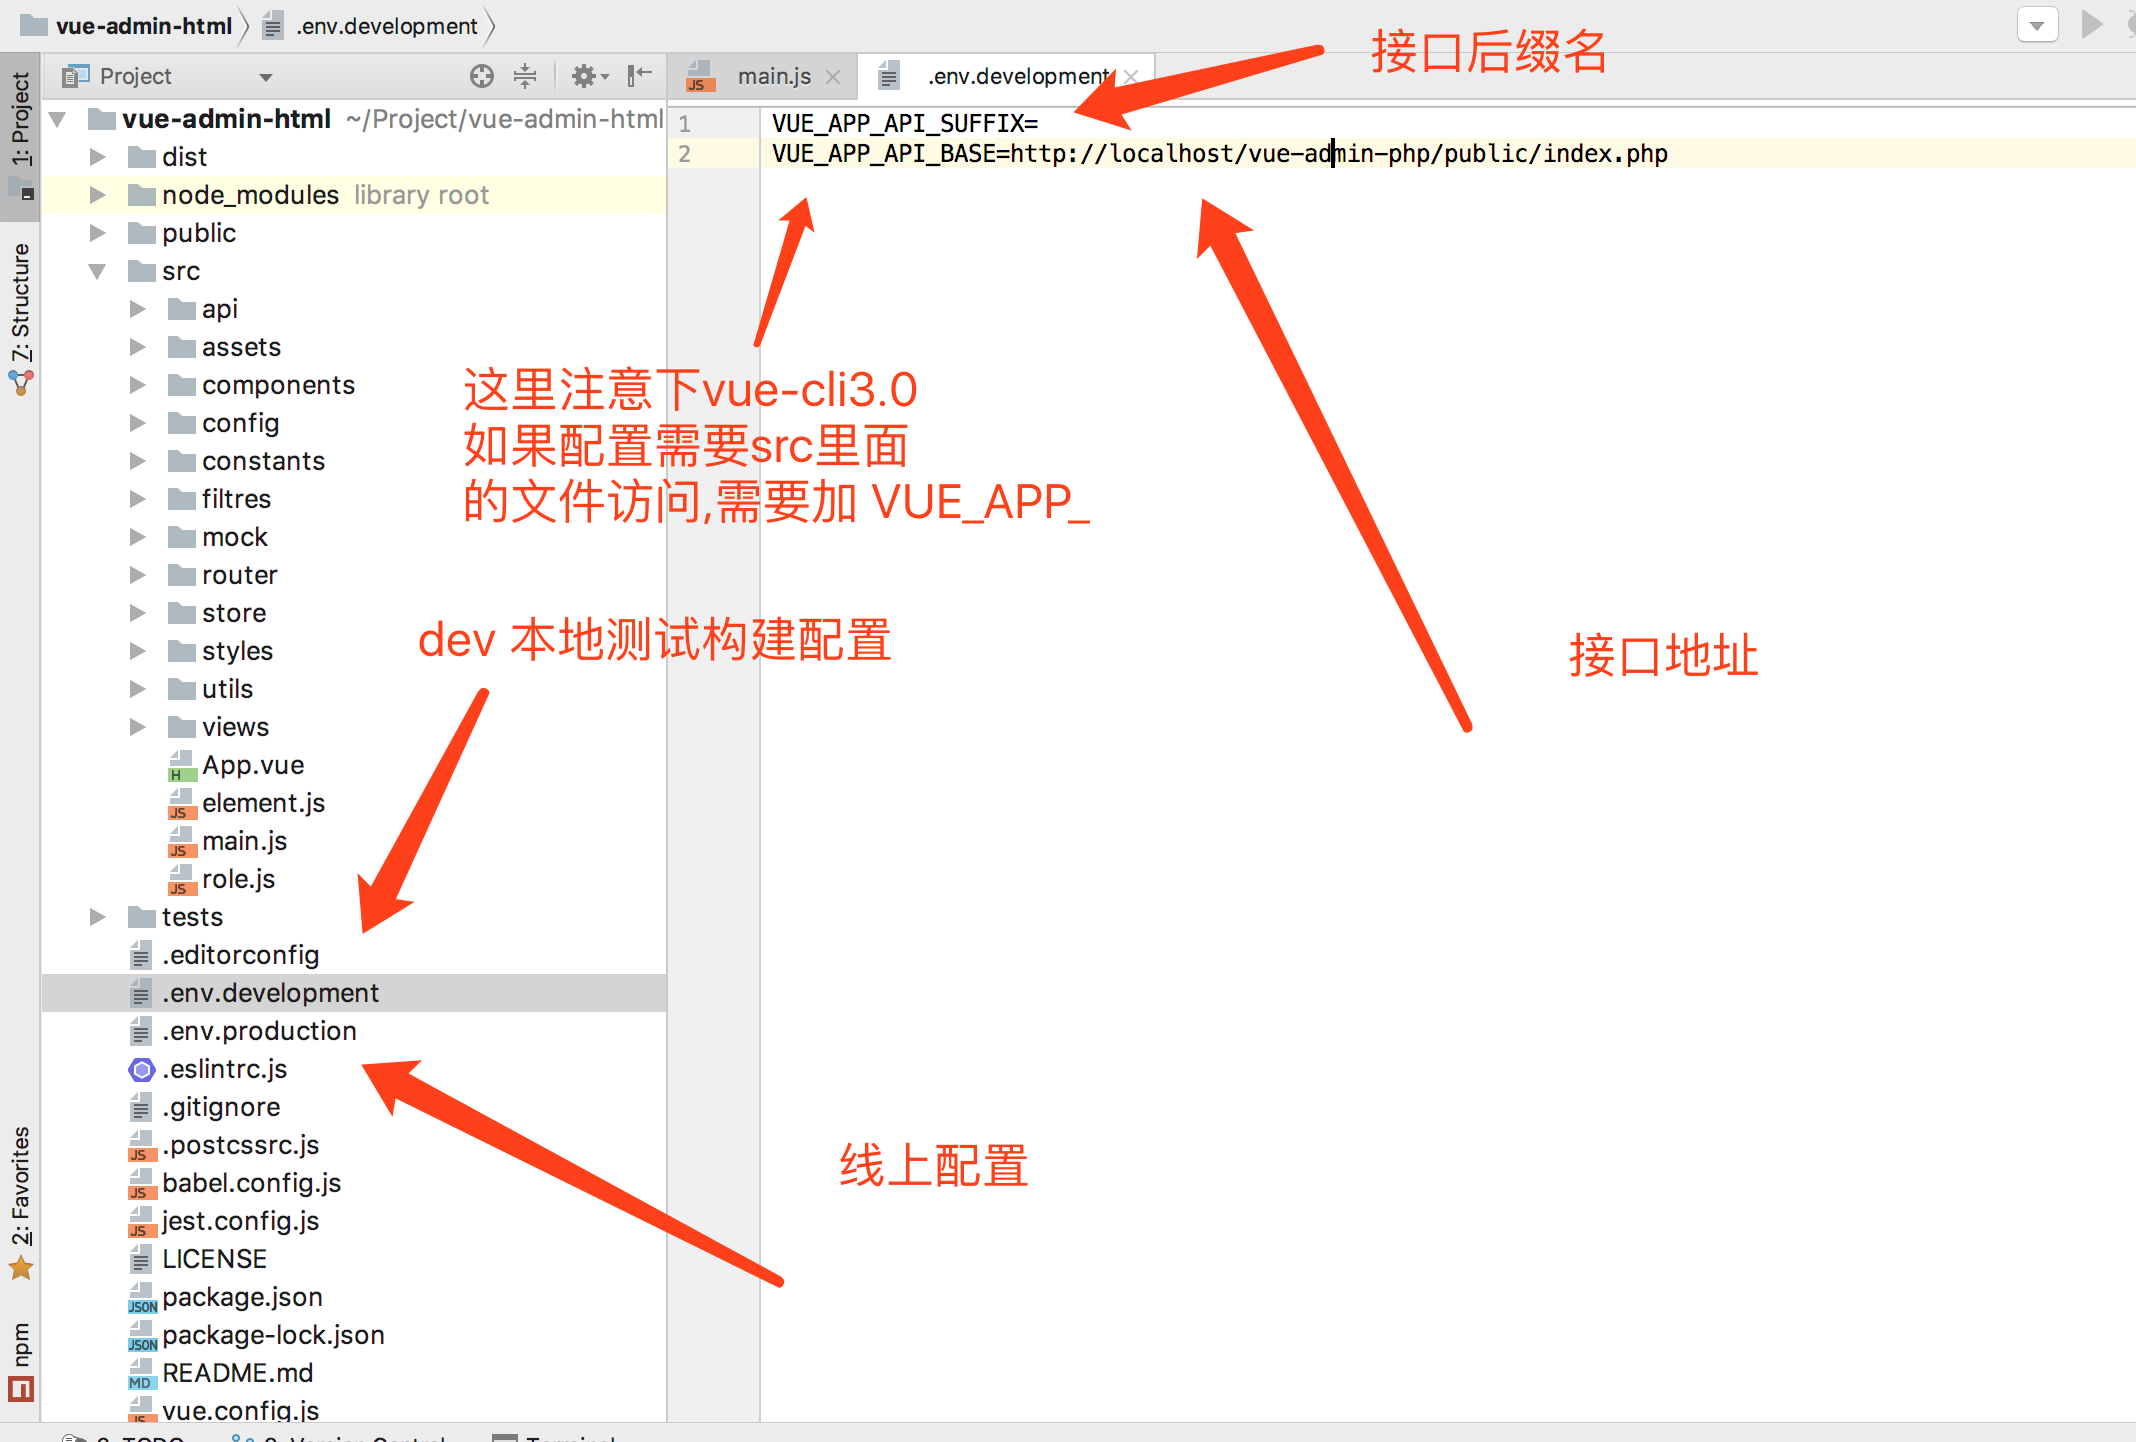 vue-admin-html
.env.development
1: Project
7: Structure
2: Favorites
npm
Project
main.js
.env.development
接口后缀名
vue-admin-html ~/Project/vue-admin-html
dist
node_modules library root
public
src
api
assets
components
config
constants
filtres
mock
router
store
styles
utils
views
App.vue
element.js
main.js
role.js
tests
.editorconfig
.env.development
.env.production
.eslintrc.js
.gitignore
.postcssrc.js
babel.config.js
jest.config.js
LICENSE
package.json
package-lock.json
README.md
vue.config.js
1 VUE_APP_API_SUFFIX=
2 VUE_APP_API_BASE=http://localhost/vue-admin-php/public/index.php
这里注意下vue-cli3.0
如果配置需要src里面
的文件访问,需要加 VUE_APP_
dev 本地测试构建配置
接口地址
线上配置
6: TODO
9: Version Control
Terminal